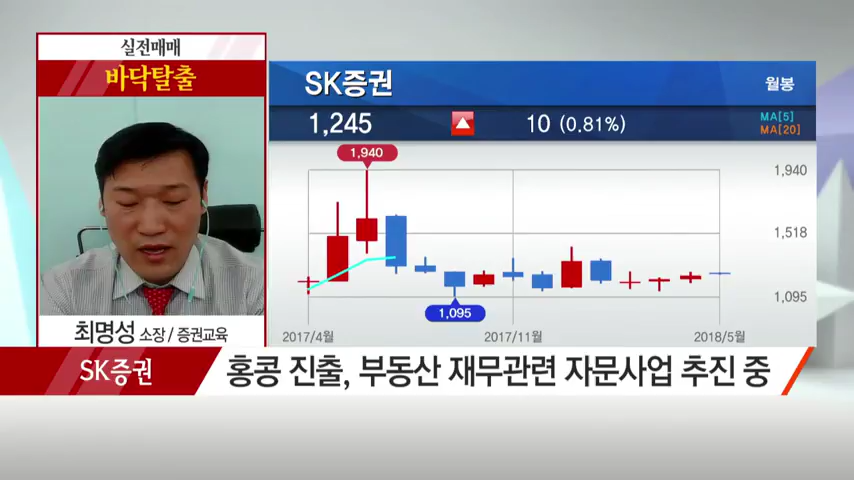 실전매매
바닥탈출
최명성 소장 / 증권교육
SK증권
월봉
1,245 10 (0.81%)
MA[5]
MA[20]
1,940
1,095
1,940
1,518
1,095
2017/4월 2017/11월 2018/5월
SK증권
홍콩 진출, 부동산 재무관련 자문사업 추진 중